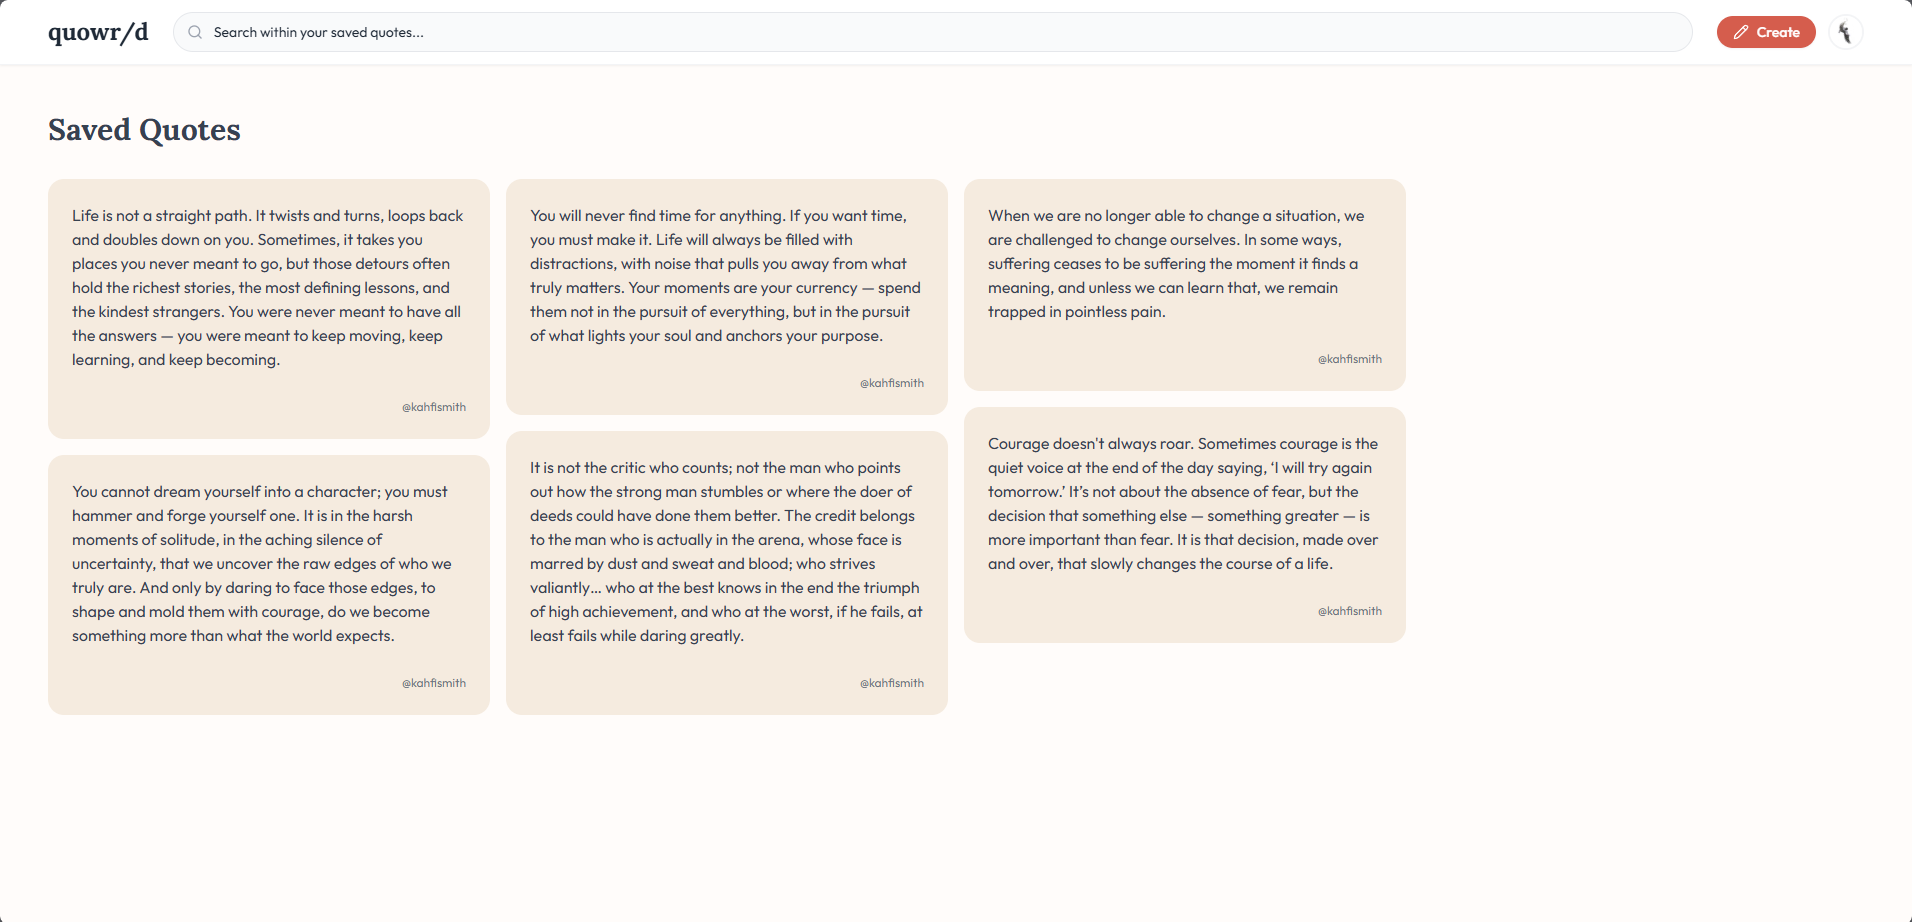 quowr/d
Search within your saved quotes...
Create
Saved Quotes
Life is not a straight path. It twists and turns, loops back
and doubles down on you. Sometimes, it takes you
places you never meant to go, but those detours often
hold the richest stories, the most defining lessons, and
the kindest strangers. You were never meant to have all
the answers — you were meant to keep moving, keep
learning, and keep becoming.
@kahfismith
You cannot dream yourself into a character; you must
hammer and forge yourself one. It is in the harsh
moments of solitude, in the aching silence of
uncertainty, that we uncover the raw edges of who we
truly are. And only by daring to face those edges, to
shape and mold them with courage, do we become
something more than what the world expects.
@kahfismith
You will never find time for anything. If you want time,
you must make it. Life will always be filled with
distractions, with noise that pulls you away from what
truly matters. Your moments are your currency — spend
them not in the pursuit of everything, but in the pursuit
of what lights your soul and anchors your purpose.
@kahfismith
It is not the critic who counts; not the man who points
out how the strong man stumbles or where the doer of
deeds could have done them better. The credit belongs
to the man who is actually in the arena, whose face is
marred by dust and sweat and blood; who strives
valiantly... who at the best knows in the end the triumph
of high achievement, and who at the worst, if he fails, at
least fails while daring greatly.
@kahfismith
When we are no longer able to change a situation, we
are challenged to change ourselves. In some ways,
suffering ceases to be suffering the moment it finds a
meaning, and unless we can learn that, we remain
trapped in pointless pain.
@kahfismith
Courage doesn't always roar. Sometimes courage is the
quiet voice at the end of the day saying, ‘I will try again
tomorrow.’ It’s not about the absence of fear, but the
decision that something else — something greater — is
more important than fear. It is that decision, made over
and over, that slowly changes the course of a life.
@kahfismith